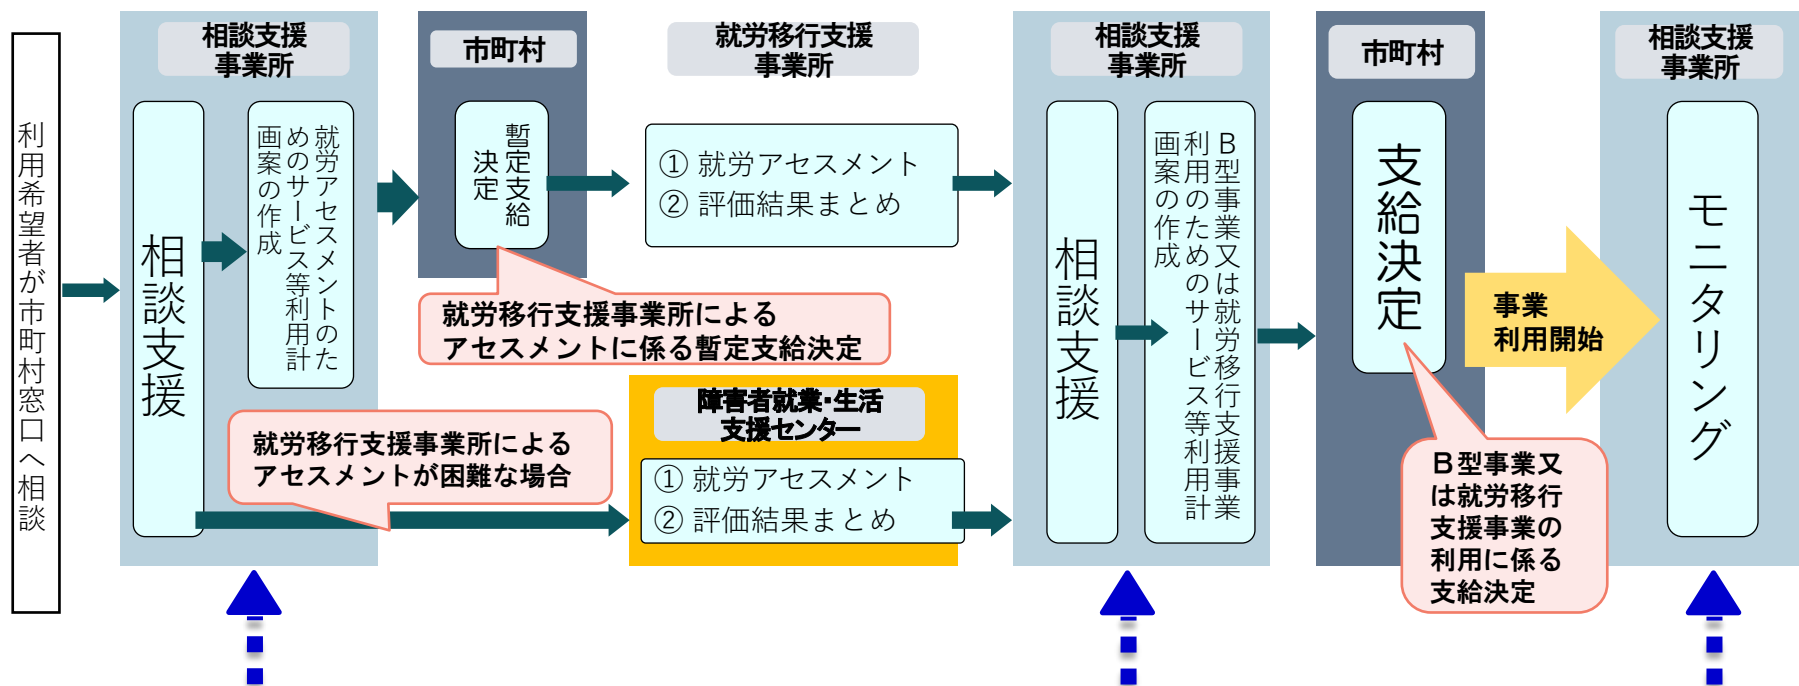 利用希望者が市町村窓口へ相談
相談支援
事業所
相談支援
就労アセスメントのた
めのサービス等利用計
画案の作成
市町村
暫定支給
決定
就労移行支援事業所による
アセスメントに係る暫定支給決定
就労移行支援
事業所
① 就労アセスメント
② 評価結果まとめ
就労移行支援事業所による
アセスメントが困難な場合
障害者就業・生活
支援センター
① 就労アセスメント
② 評価結果まとめ
相談支援
事業所
相談支援
Ｂ型事業又は就労移行支援事業
利用のためのサービス等利用計
画案の作成
市町村
支給決定
Ｂ型事業又
は就労移行
支援事業の
利用に係る
支給決定
事業
利用開始
相談支援
事業所
モニタリング